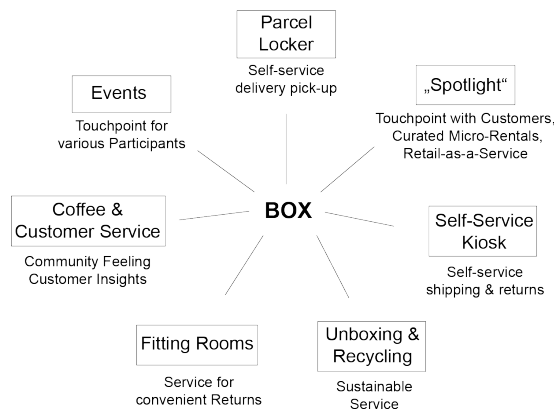 Parcel
Locker
Self-service
delivery pick-up
„Spotlight“
Touchpoint with Customers,
Curated Micro-Rentals,
Retail-as-a-Service
Events
Touchpoint for
various Participants
BOX
Coffee &
Customer Service
Community Feeling
Customer Insights
Self-Service
Kiosk
Self-service
shipping & returns
Fitting Rooms
Service for
convenient Returns
Unboxing &
Recycling
Sustainable
Service